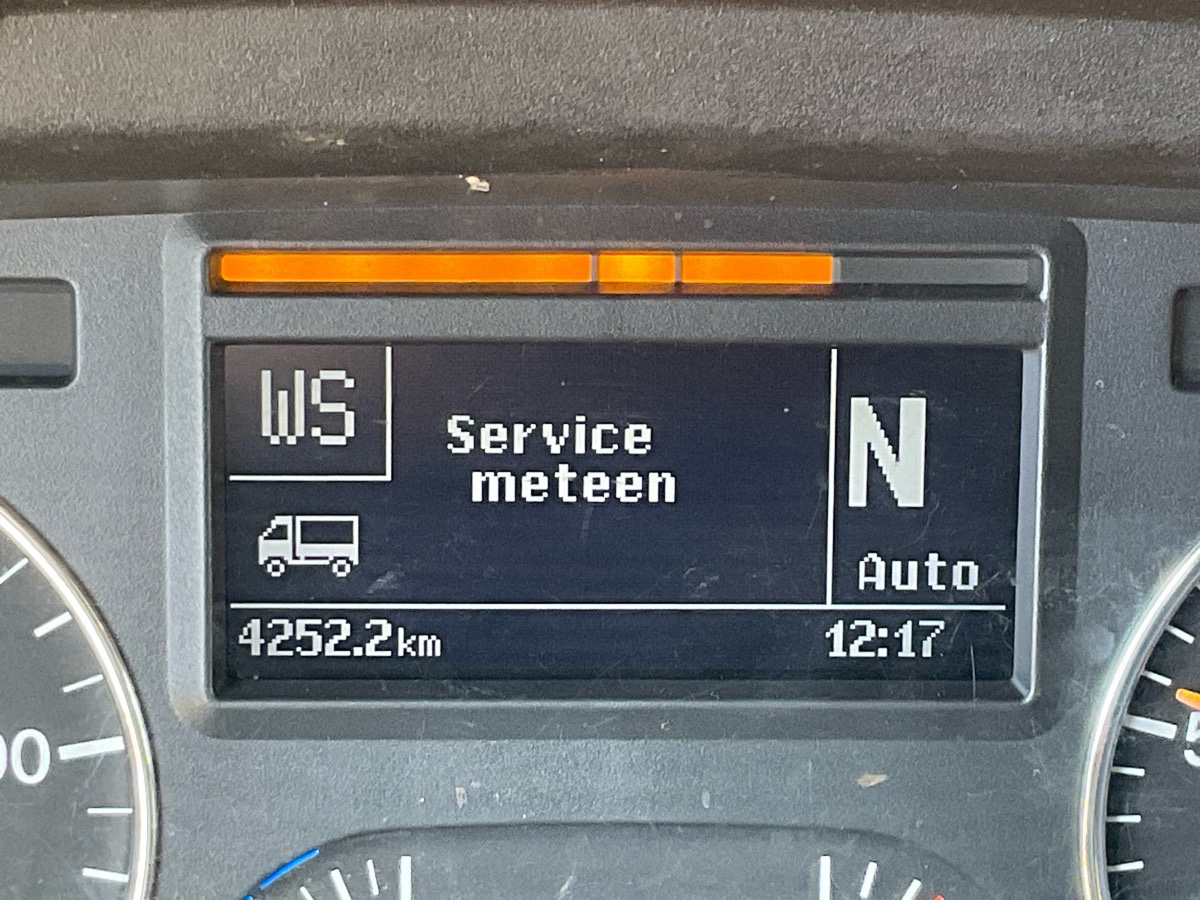 WS
Service
meteen
N
Auto
4252.2km
12:17